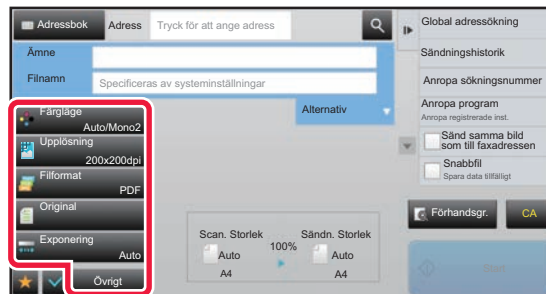 Adressbok
Adress
Tryck för att ange adress
Ämne
Filnamn
Specificeras av systeminställningar
Alternativ
Färgläge
Auto/Mono2
Upplösning
200x200dpi
Filformat
PDF
Original
Exponering
Auto
Övrigt
Scan. Storlek
Auto
A4
100%
Sändn. Storlek
Auto
A4
Global adressökning
Sändningshistorik
Anropa sökningsnummer
Anropa program
Anropa registrerade inst.
Sänd samma bild
som till faxadressen
Snabbfil
Spara data tillfälligt
Förhandsgr.
CA
Start